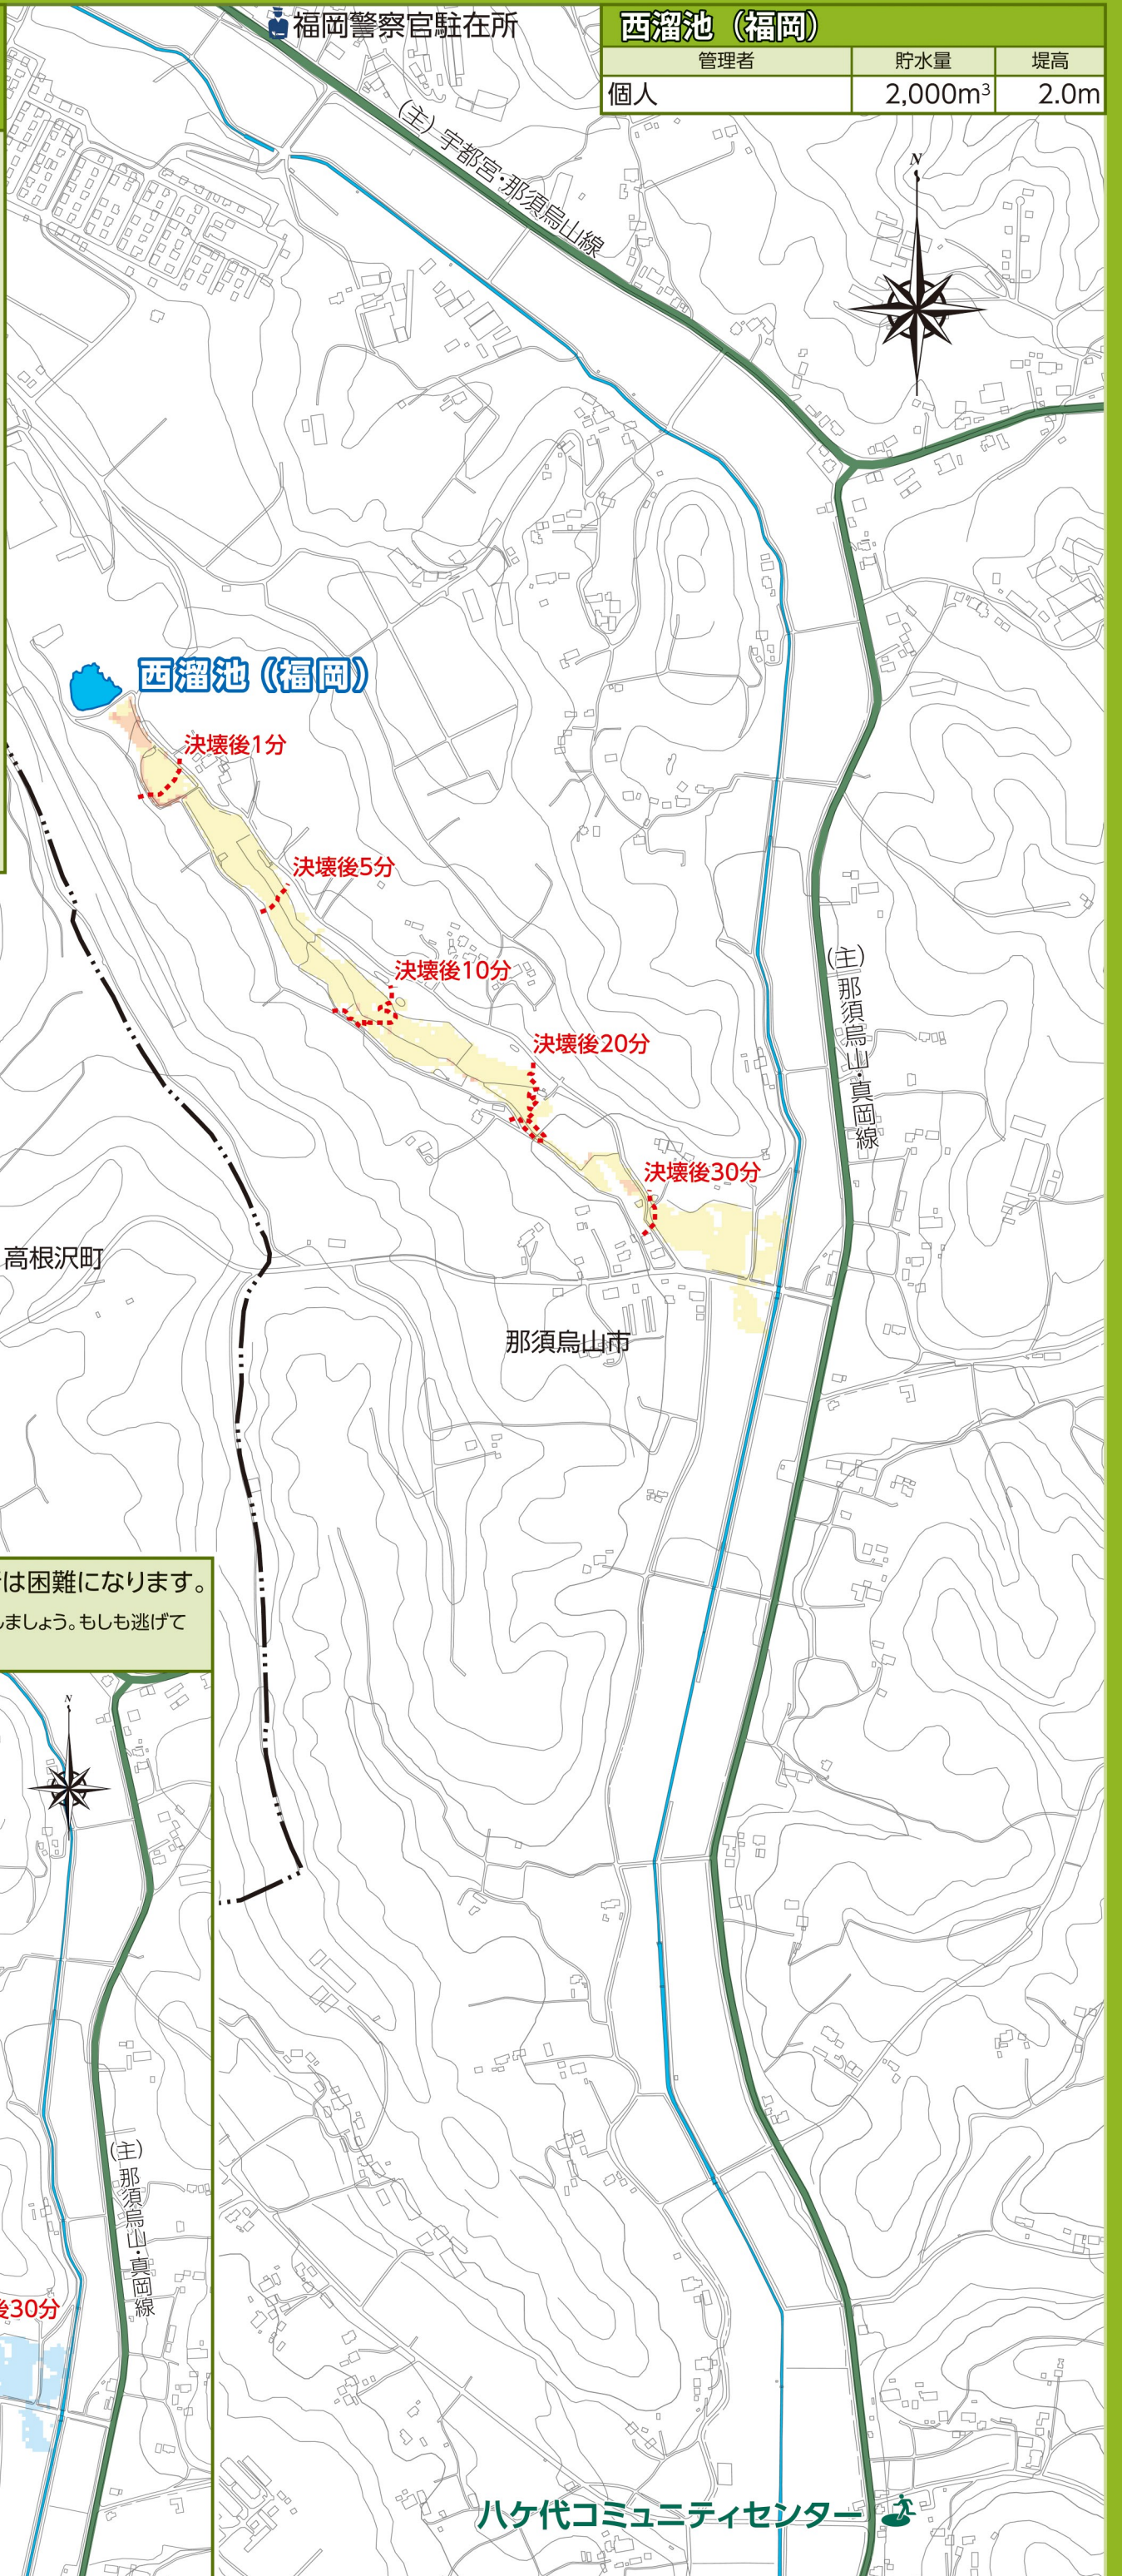 福岡警察官駐在所
西溜池（福岡）
管理者 貯水量 堤高
個人 2,000m³ 2.0m
(主) 宇都宮・那須烏山線
N
西溜池（福岡）
決壊後1分
決壊後5分
決壊後10分
(主) 那須烏山・真岡線
決壊後20分
決壊後30分
高根沢町
那須烏山市
は困難になります。
ましょう。もしも逃げて
N
(主) 那須烏山・真岡線
後30分
八ケ代コミュニティセンター